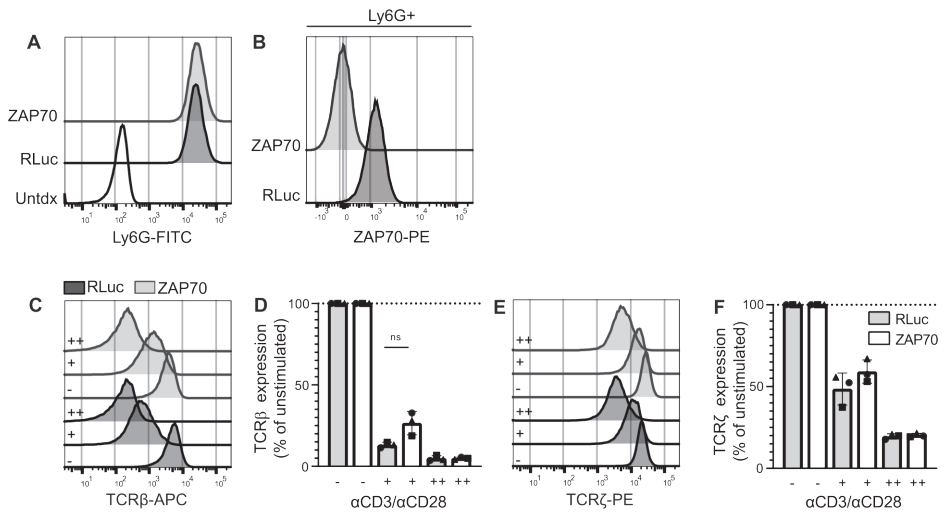 Ly6G+
A
B
ZAP70
RLuc
Untdx
10¹ 10² 10³ 10⁴ 10⁵
Ly6G-FITC
ZAP70
RLuc
-10³ 0 10³ 10⁴ 10⁵
ZAP70-PE
C
RLuc ZAP70
++
+
-
++
+
-
10¹ 10² 10³ 10⁴ 10⁵
TCRβ-APC
D
TCRβ expression
(% of unstimulated)
100
50
0
ns
- - + + ++ ++
αCD3/αCD28
E
++
+
-
++
+
-
10¹ 10² 10³ 10⁴ 10⁵
TCRζ-PE
F
TCRζ expression
(% of unstimulated)
100
50
0
RLuc
ZAP70
- - + + ++ ++
αCD3/αCD28